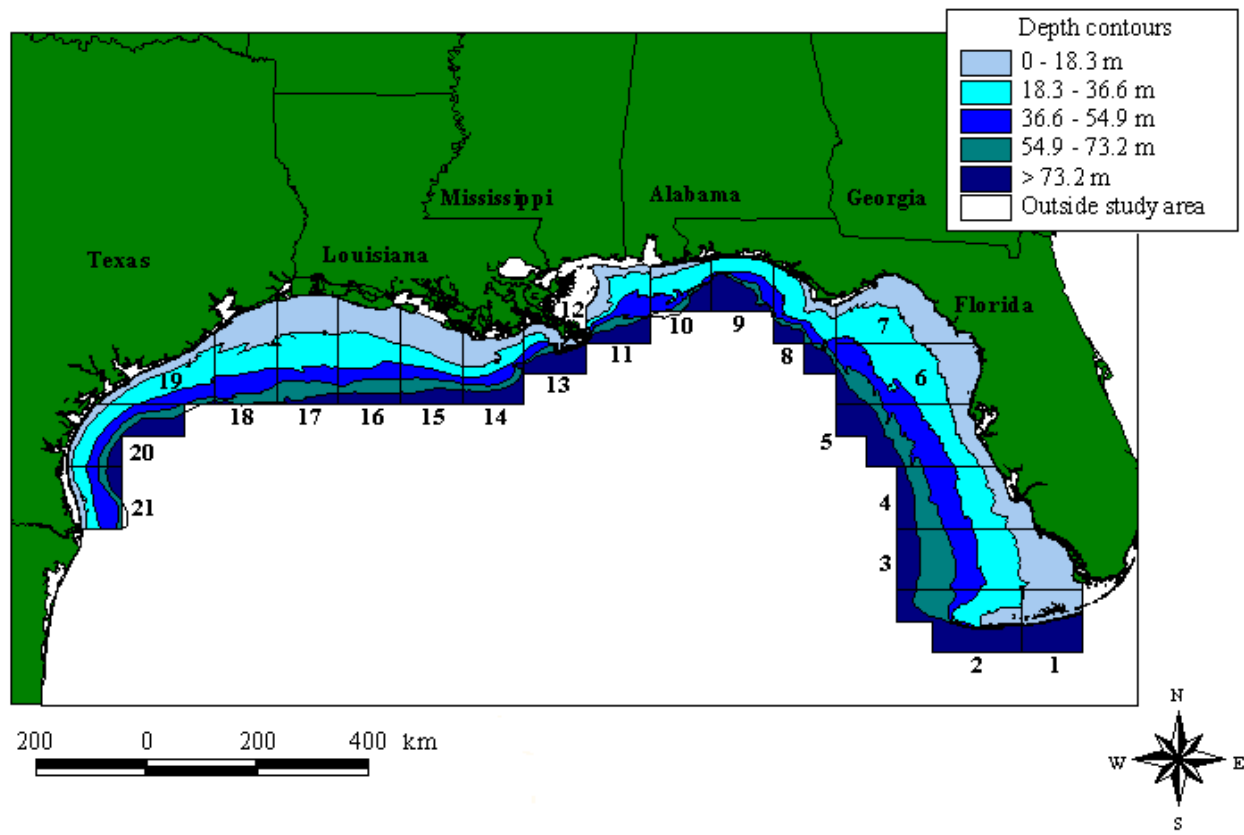 Depth contours
0 - 18.3 m
18.3 - 36.6 m
36.6 - 54.9 m
54.9 - 73.2 m
> 73.2 m
Outside study area
Mississippi
Alabama
Georgia
Texas
Louisiana
Florida
12
7
11
10
9
8
6
13
19
18
17
16
15
14
20
5
4
21
3
2
1
200 0 200 400 km
N
W E
S